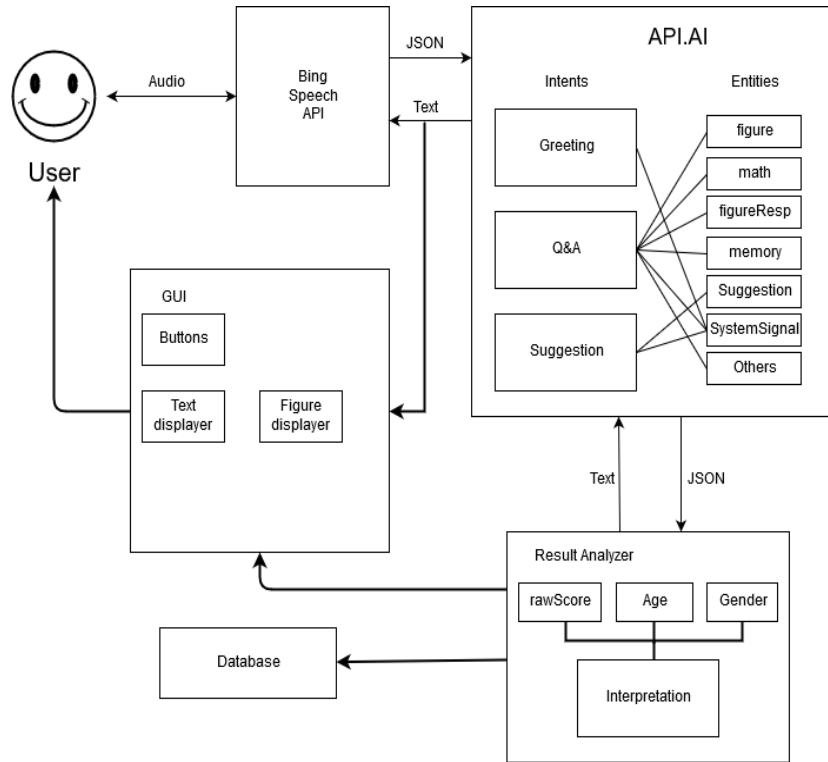 API.AI
JSON
Audio
Bing
Speech
API
Text
Intents
Entities
Greeting
figure
math
figureResp
Q&A
memory
Suggestion
SystemSignal
Suggestion
Others
User
GUI
Buttons
Text
displayer
Figure
displayer
Text
JSON
Result Analyzer
rawScore
Age
Gender
Database
Interpretation